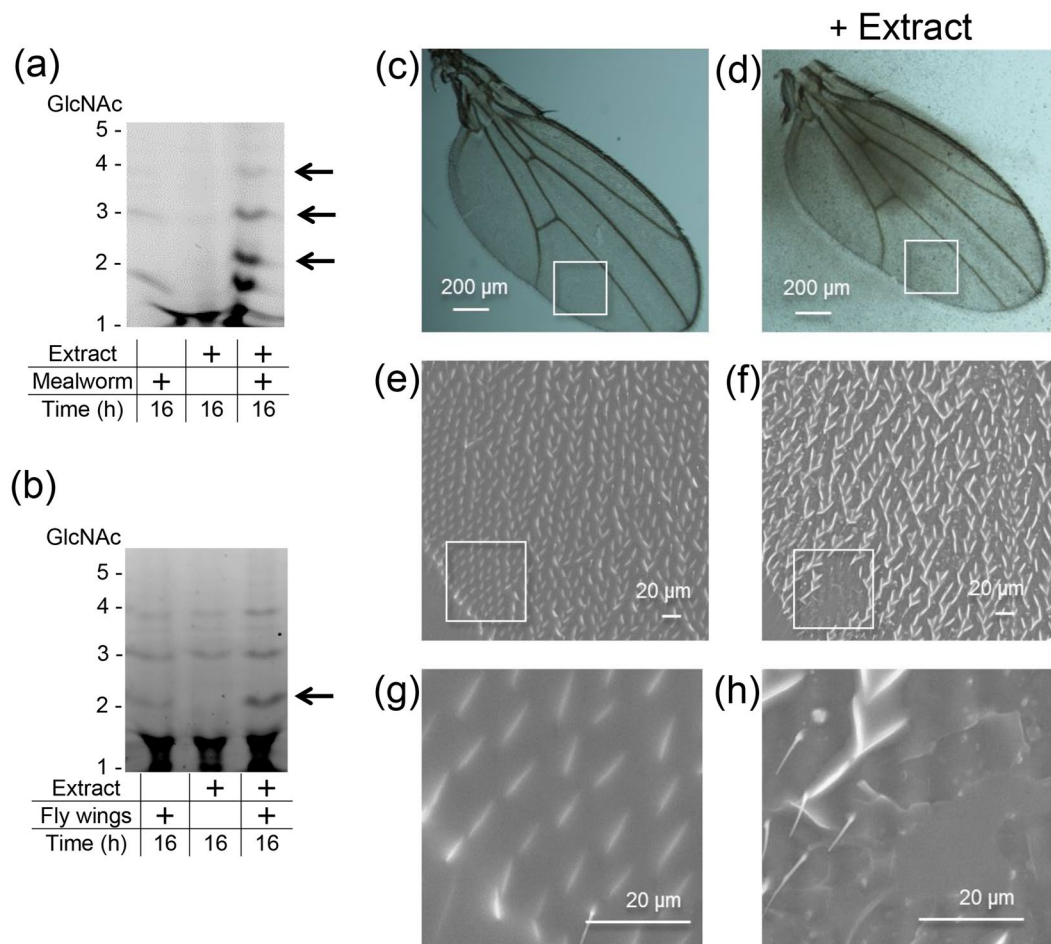 + Extract
(a)
GlcNAc
5 -
4 -
3 -
2 -
1 -
Extract + +
Mealworm + +
Time (h) 16 16 16
(b)
GlcNAc
5 -
4 -
3 -
2 -
1 -
Extract + +
Fly wings + +
Time (h) 16 16 16
(c)
200 µm
(d)
200 µm
(e)
20 µm
(f)
20 µm
(g)
20 µm
(h)
20 µm